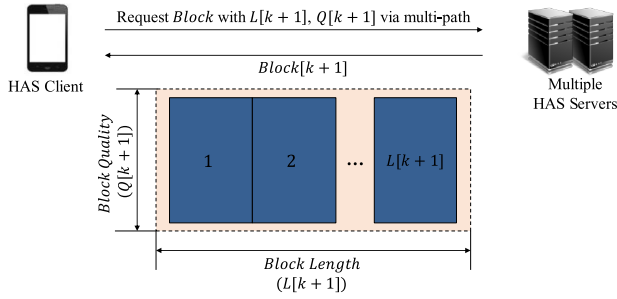 Request Block with L[k + 1], Q[k + 1] via multi-path
Block[k + 1]
HAS Client
Multiple
HAS Servers
Block Quality
(Q[k + 1])
1
2
...
L[k + 1]
Block Length
(L[k + 1])